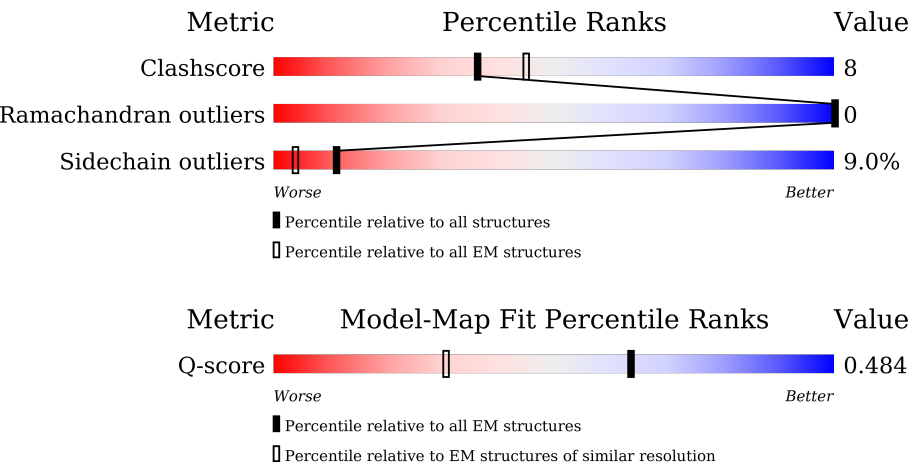 Metric Percentile Ranks Value
Clashscore 8
Ramachandran outliers 0
Sidechain outliers 9.0%
Worse Better
Percentile relative to all structures
Percentile relative to all EM structures
Metric Model-Map Fit Percentile Ranks Value
Q-score 0.484
Worse Better
Percentile relative to all EM structures
Percentile relative to EM structures of similar resolution